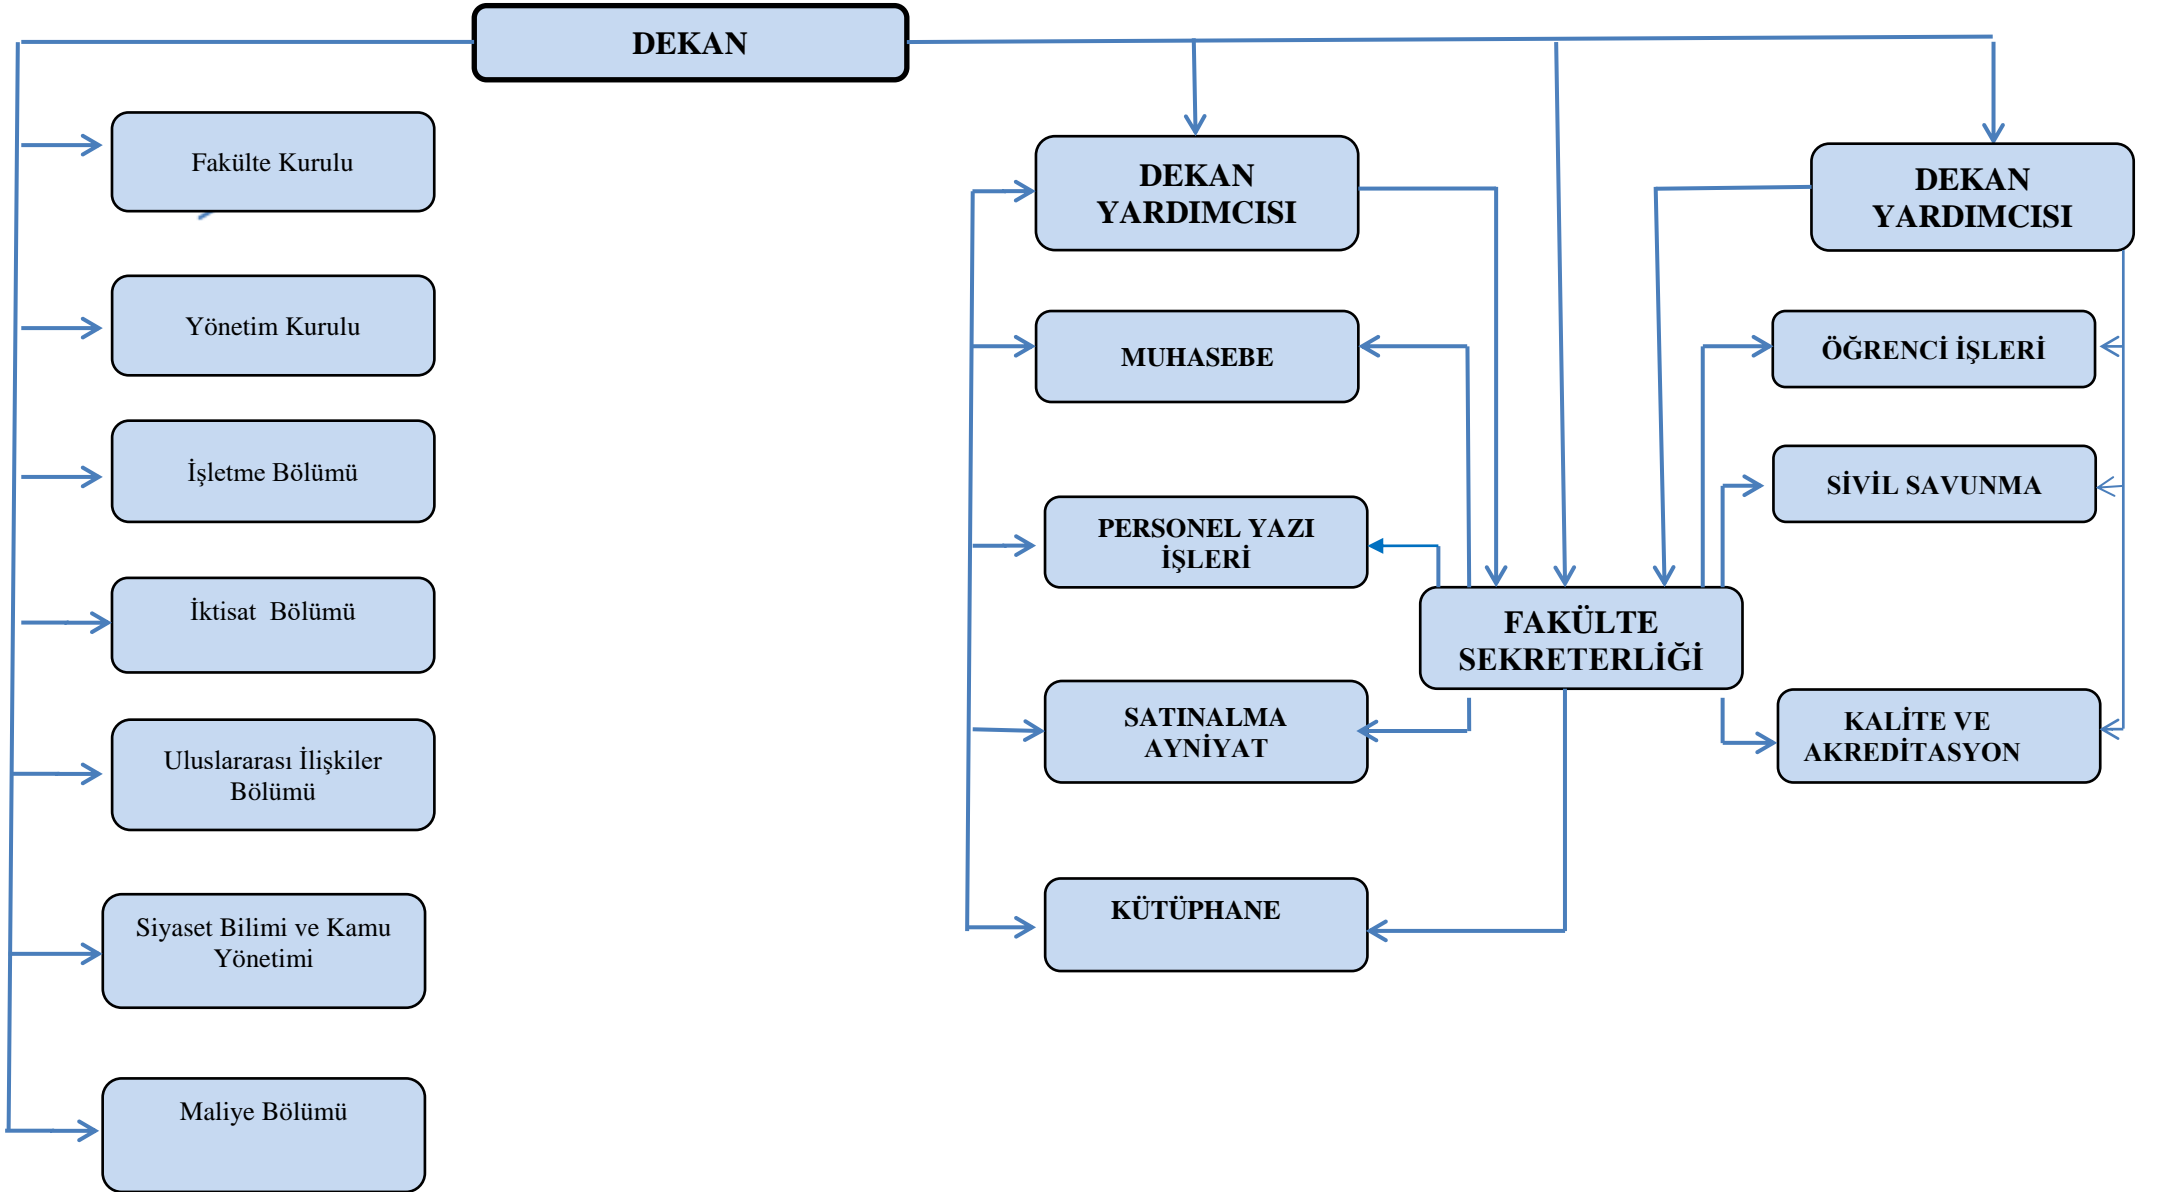 DEKAN
Fakülte Kurulu
Yönetim Kurulu
İşletme Bölümü
İktisat  Bölümü
Uluslararası İlişkiler
Bölümü
Siyaset Bilimi ve Kamu
Yönetimi
Maliye Bölümü
DEKAN
YARDIMCISI
MUHASEBE
PERSONEL YAZI
İŞLERİ
SATINALMA
AYNİYAT
KÜTÜPHANE
FAKÜLTE
SEKRETERLİĞİ
DEKAN
YARDIMCISI
ÖĞRENCİ İŞLERİ
SİVİL SAVUNMA
KALİTE VE
AKREDİTASYON